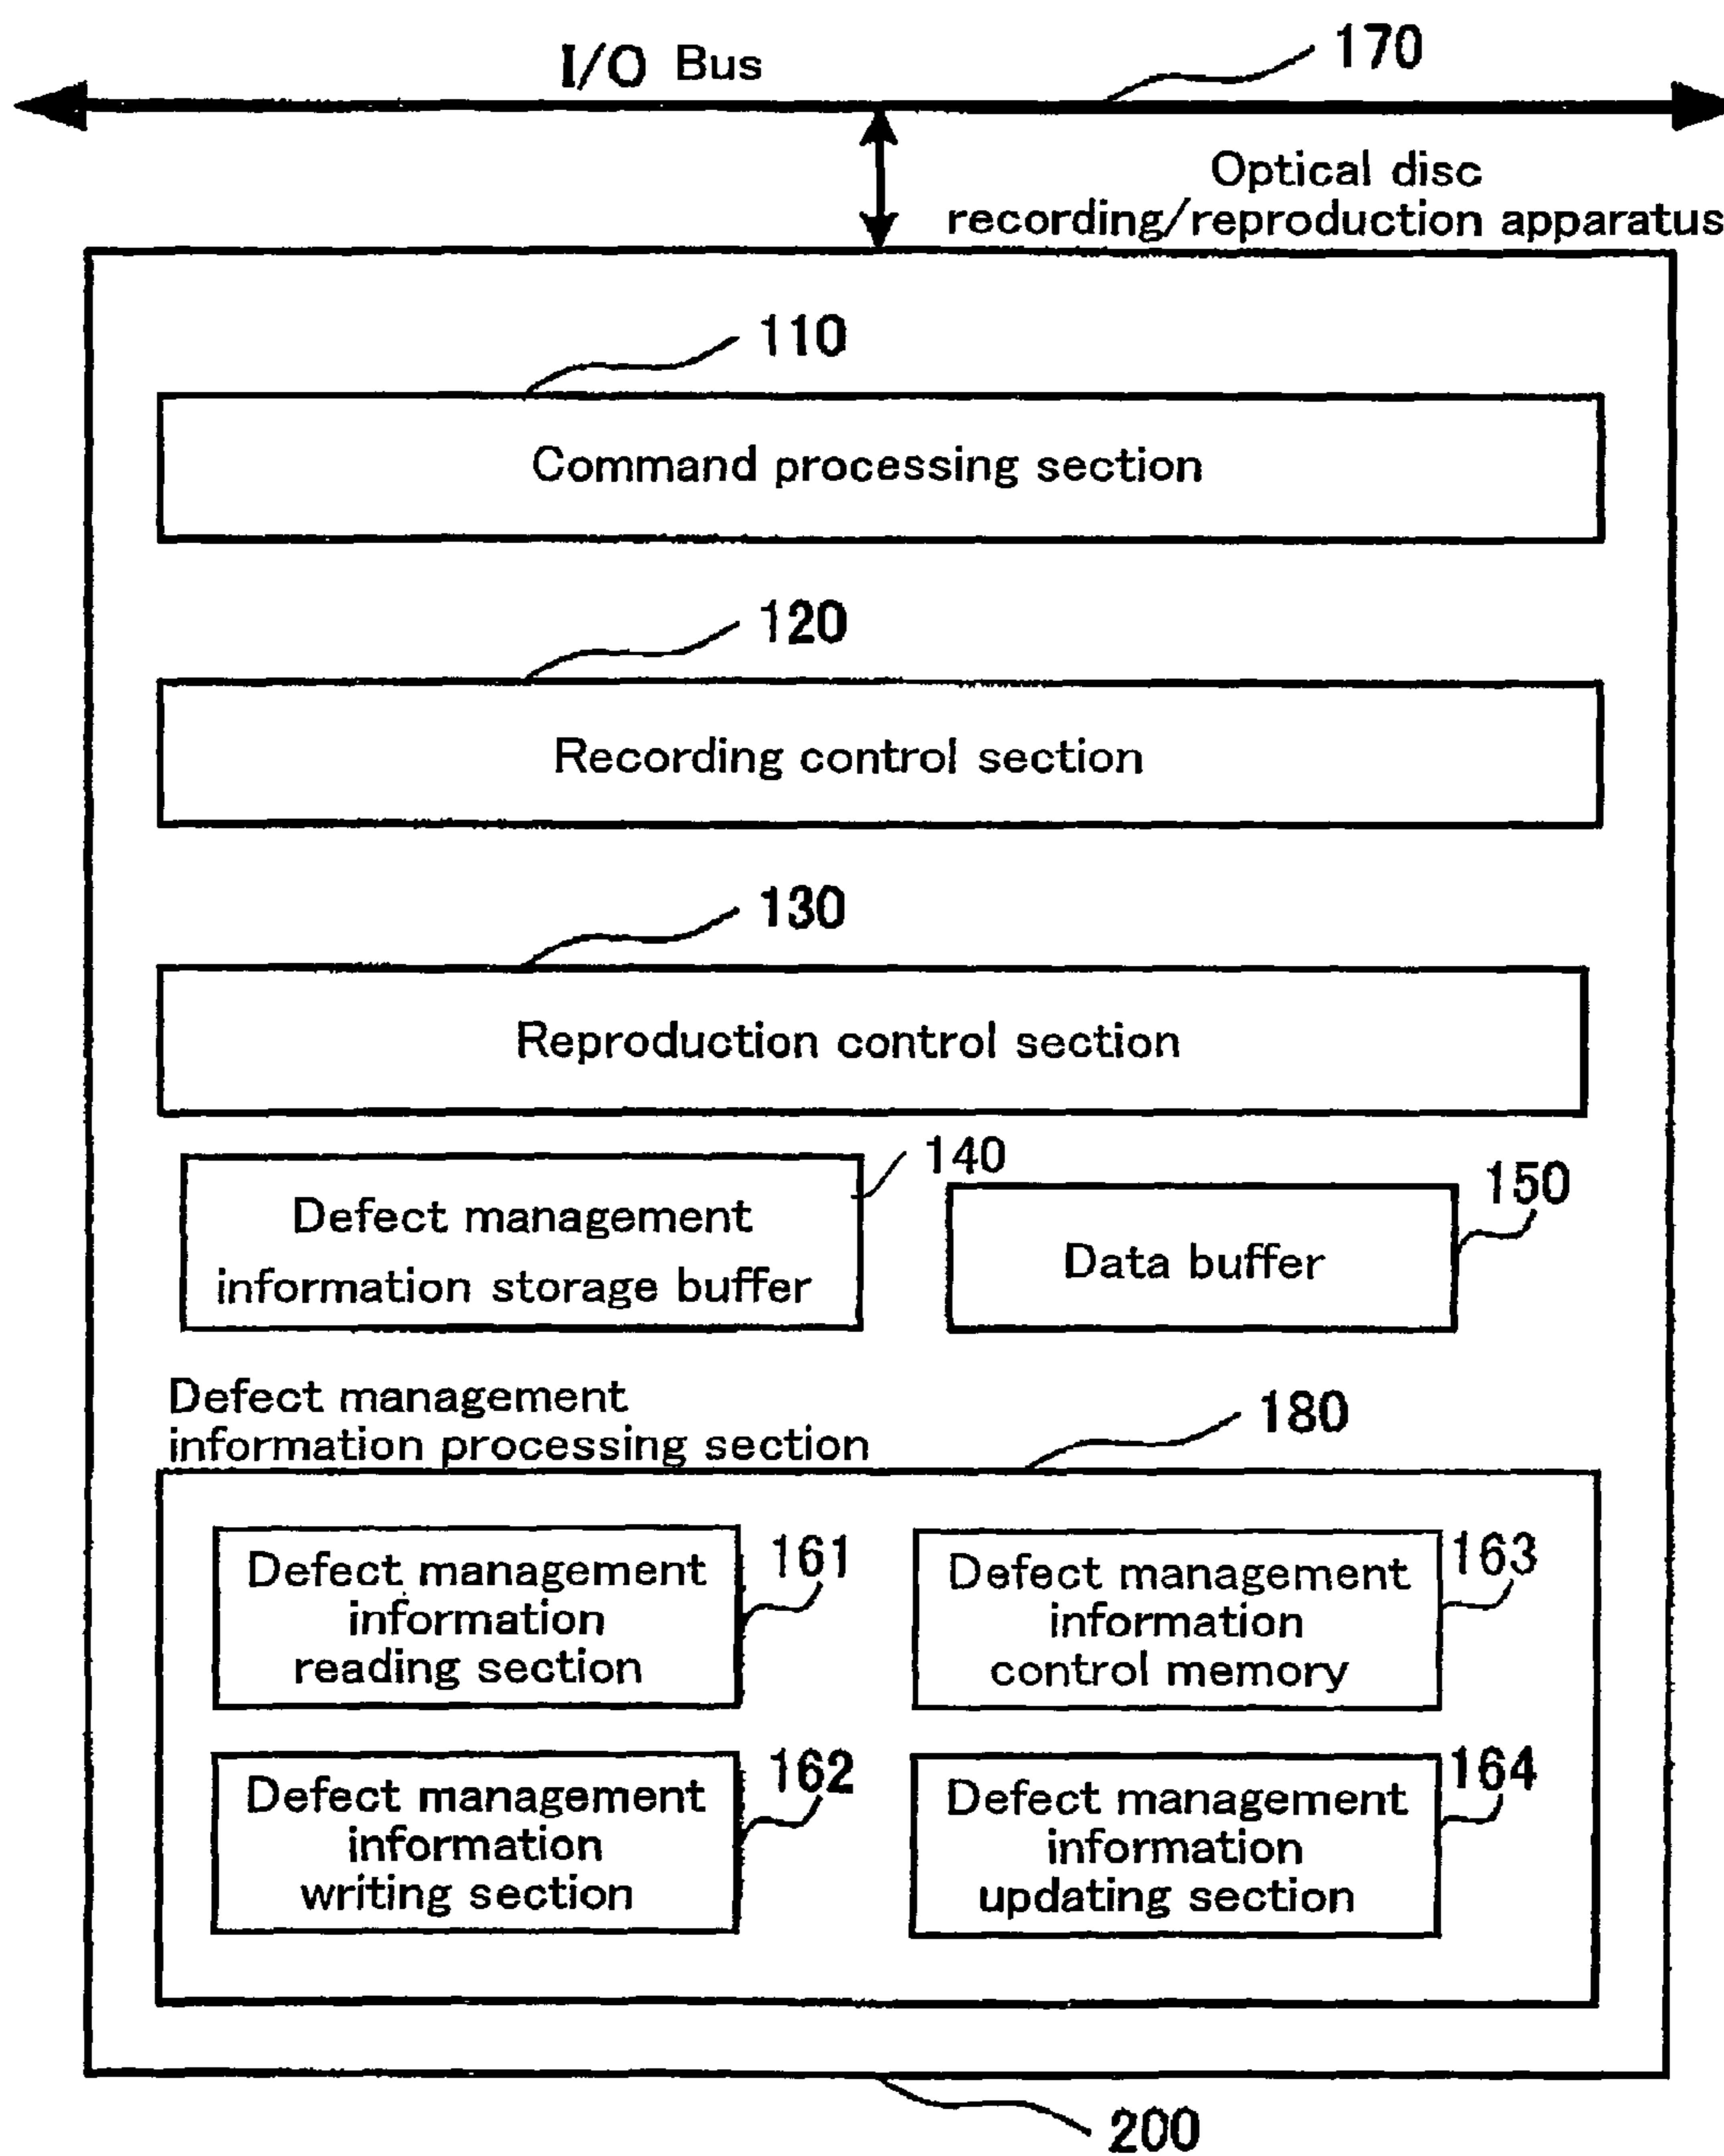 I/O Bus
170
Optical disc
recording/reproduction apparatus
110
Command processing section
120
Recording control section
130
Reproduction control section
140
Defect management
information storage buffer
150
Data buffer
Defect management
information processing section
180
Defect management
information
reading section
161
Defect management
information
control memory
163
Defect management
information
writing section
162
Defect management
information
updating section
164
200